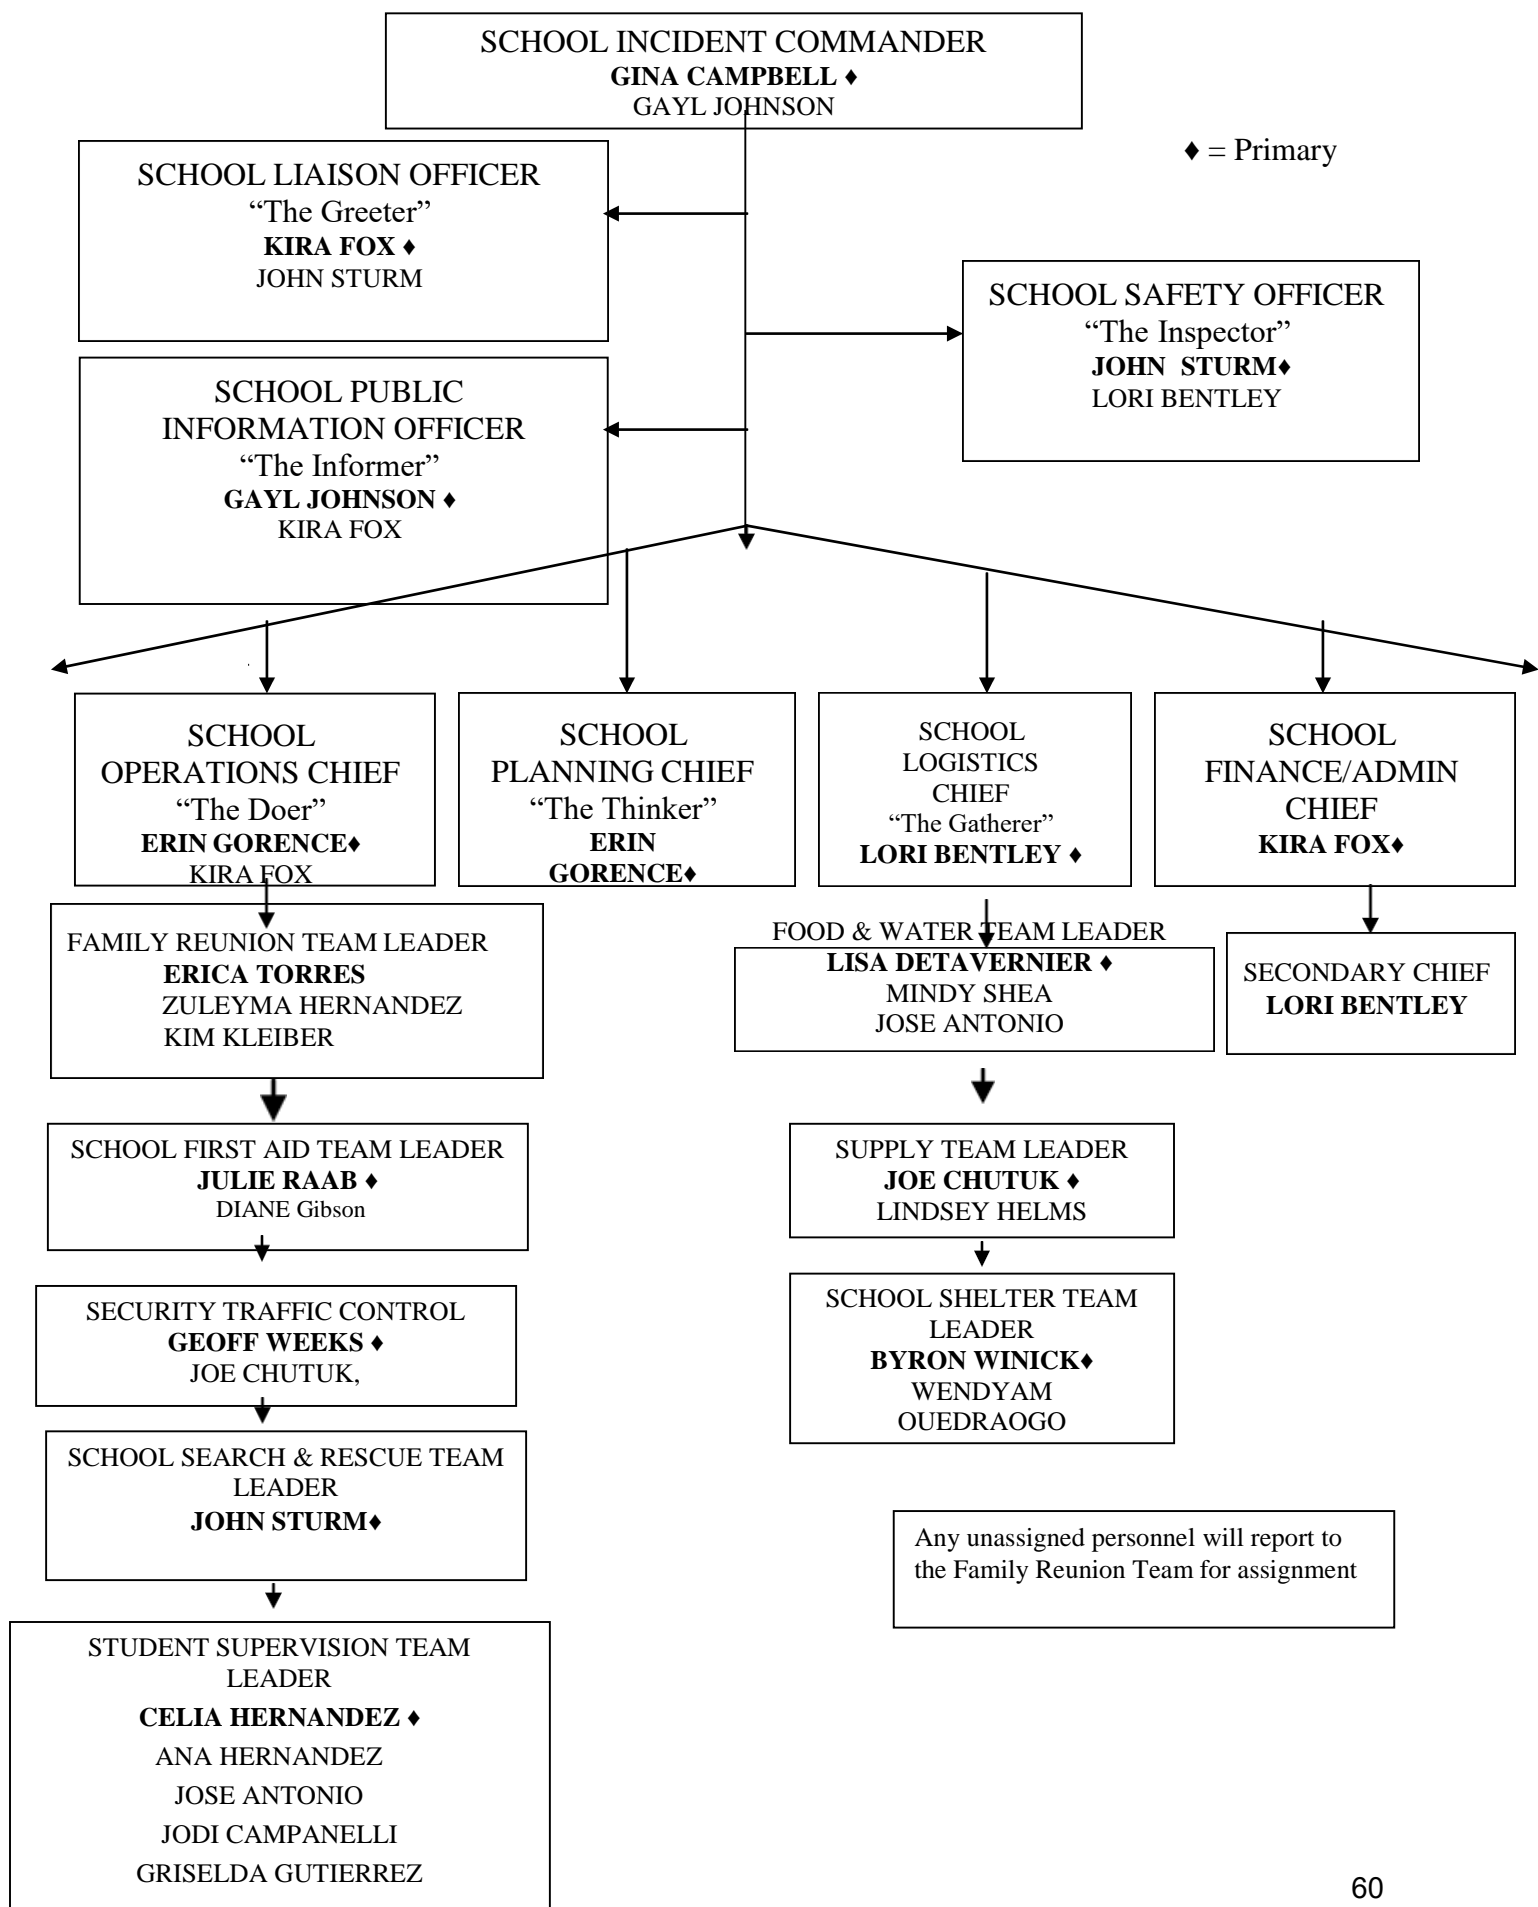 SCHOOL INCIDENT COMMANDER
GINA CAMPBELL ♦
GAYL JOHNSON
♦ = Primary
SCHOOL LIAISON OFFICER
“The Greeter”
KIRA FOX ♦
JOHN STURM
SCHOOL SAFETY OFFICER
“The Inspector”
JOHN STURM♦
LORI BENTLEY
SCHOOL PUBLIC
INFORMATION OFFICER
“The Informer”
GAYL JOHNSON ♦
KIRA FOX
SCHOOL
OPERATIONS CHIEF
“The Doer”
ERIN GORENCE♦
KIRA FOX
SCHOOL
PLANNING CHIEF
“The Thinker”
ERIN
GORENCE♦
SCHOOL
LOGISTICS
CHIEF
“The Gatherer”
LORI BENTLEY ♦
SCHOOL
FINANCE/ADMIN
CHIEF
KIRA FOX♦
FAMILY REUNION TEAM LEADER
ERICA TORRES
ZULEYMA HERNANDEZ
KIM KLEIBER
FOOD & WATER TEAM LEADER
LISA DETAVERNIER ♦
MINDY SHEA
JOSE ANTONIO
SECONDARY CHIEF
LORI BENTLEY
SCHOOL FIRST AID TEAM LEADER
JULIE RAAB ♦
DIANE Gibson
SUPPLY TEAM LEADER
JOE CHUTUK ♦
LINDSEY HELMS
SECURITY TRAFFIC CONTROL
GEOFF WEEKS ♦
JOE CHUTUK,
SCHOOL SHELTER TEAM
LEADER
BYRON WINICK♦
WENDYAM
OUEDRAOGO
SCHOOL SEARCH & RESCUE TEAM
LEADER
JOHN STURM♦
Any unassigned personnel will report to
the Family Reunion Team for assignment
STUDENT SUPERVISION TEAM
LEADER
CELIA HERNANDEZ ♦
ANA HERNANDEZ
JOSE ANTONIO
JODI CAMPANELLI
GRISELDA GUTIERREZ
60